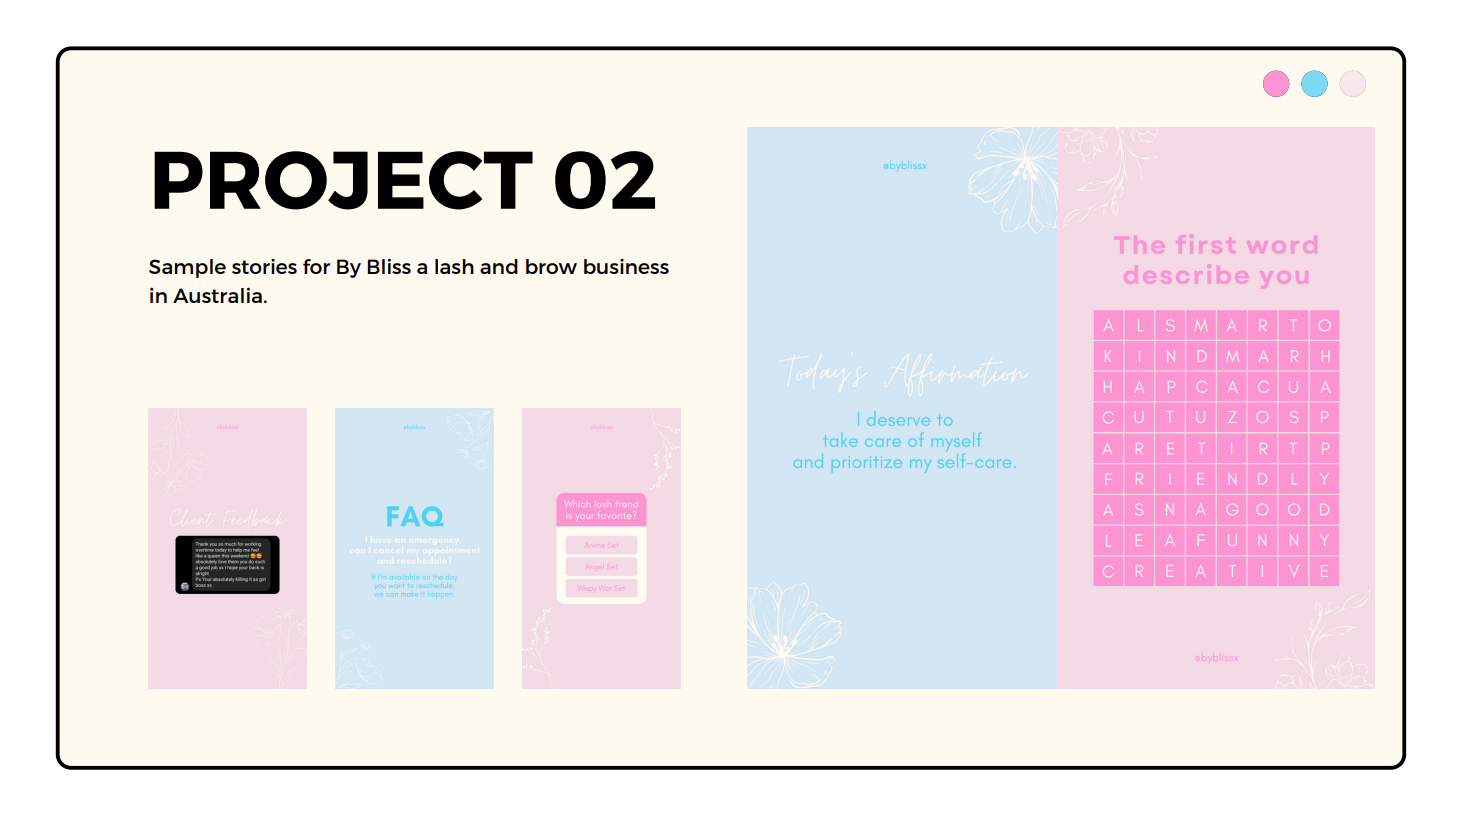 PROJECT 02
Sample stories for By Bliss a lash and brow business
in Australia.
@byblissx
Client Feedback
Thank you so much for working
overtime today to help me feel
like a queen this weekend 🥰🥰
absolutely love them you do such
a good job xx I hope your back is
alright
Ps Your absolutely killing it as girl
boss xx
@byblissx
FAQ
I have an emergency,
can I cancel my appointment
and reschedule?
If I'm available on the day
you want to reschedule,
we can make it happen.
@byblissx
Which lash trend
is your favorite?
Anime Set
Angel Set
Wispy Wet Set
@byblissx
Today's Affirmation
I deserve to
take care of myself
and prioritize my self-care.
The first word
describe you
A L S M A R T O
K I N D M A R H
H A P C A C U A
C U T U Z O S P
A R E T I R T P
F R I E N D L Y
A S N A G O O D
L E A F U N N Y
C R E A T I V E
@byblissx